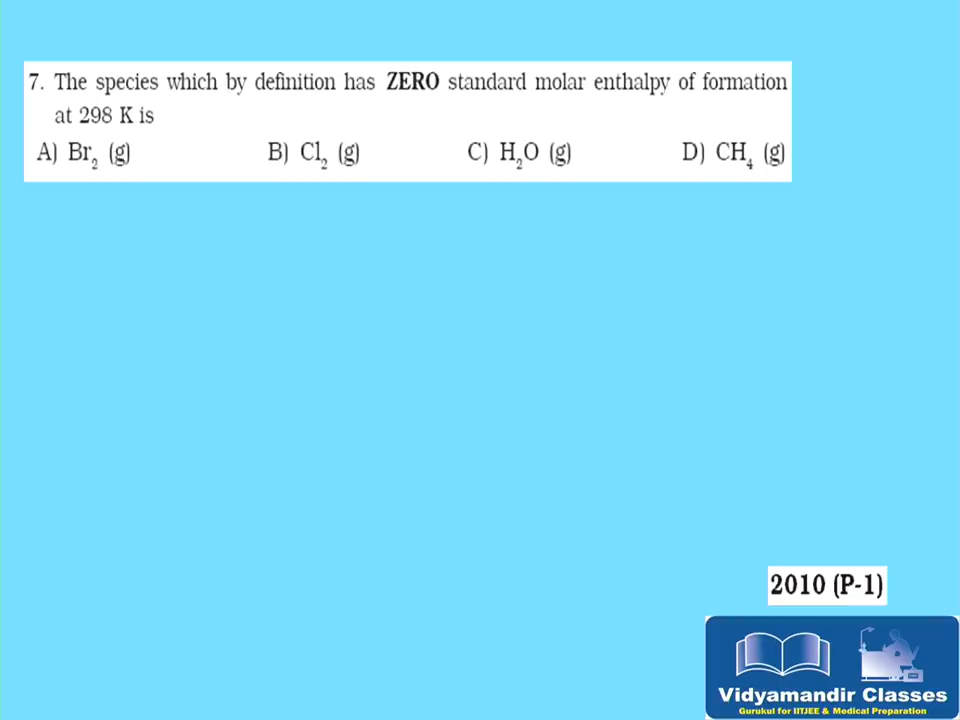 7. The species which by definition has ZERO standard molar enthalpy of formation
at 298 K is
A) Br₂ (g) B) Cl₂ (g) C) H₂O (g) D) CH₄ (g)
2010 (P-1)
Vidyamandir Classes
Gurukul for IITJEE & Medical Preparation